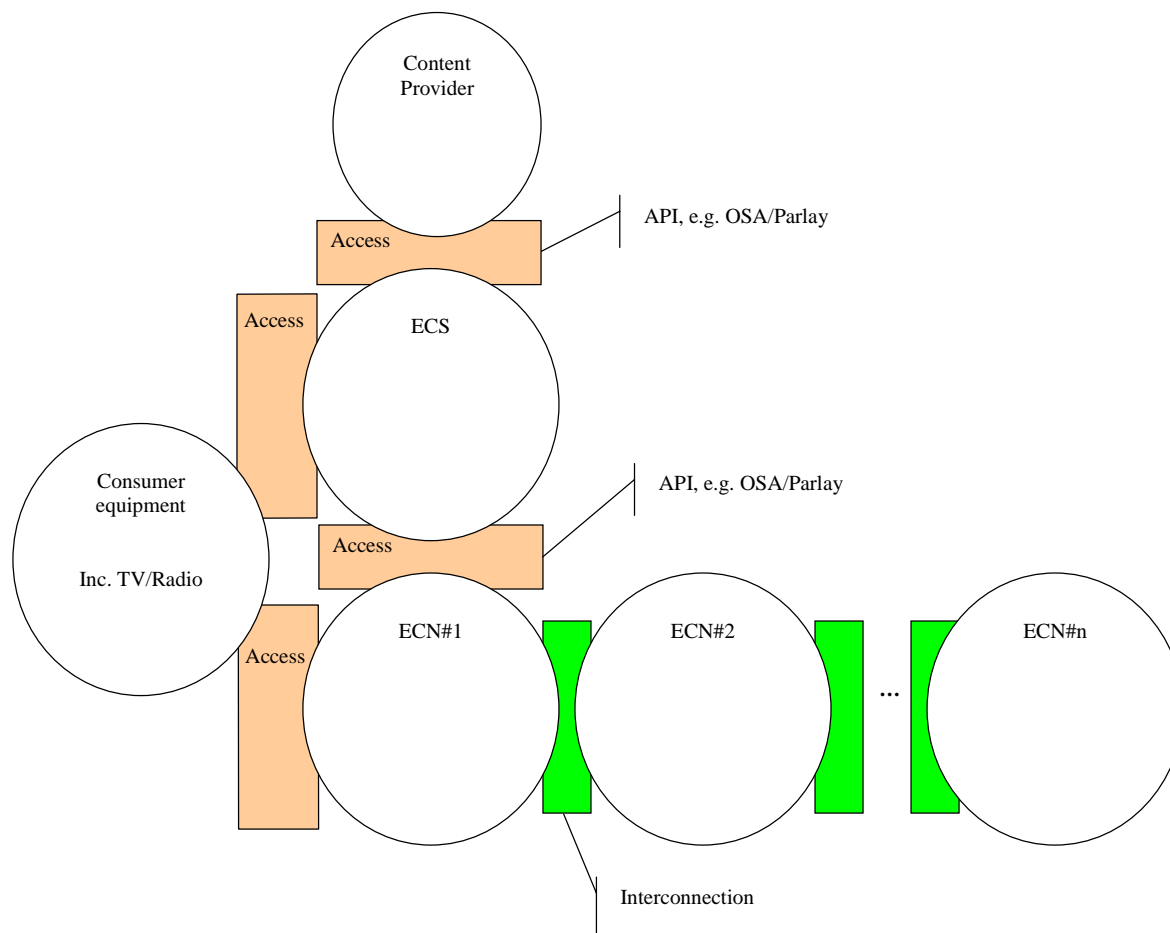 Content
Provider
API, e.g. OSA/Parlay
Access
Access
ECS
Consumer
equipment
Inc. TV/Radio
API, e.g. OSA/Parlay
Access
Access
ECN#1
ECN#2
...
ECN#n
Interconnection